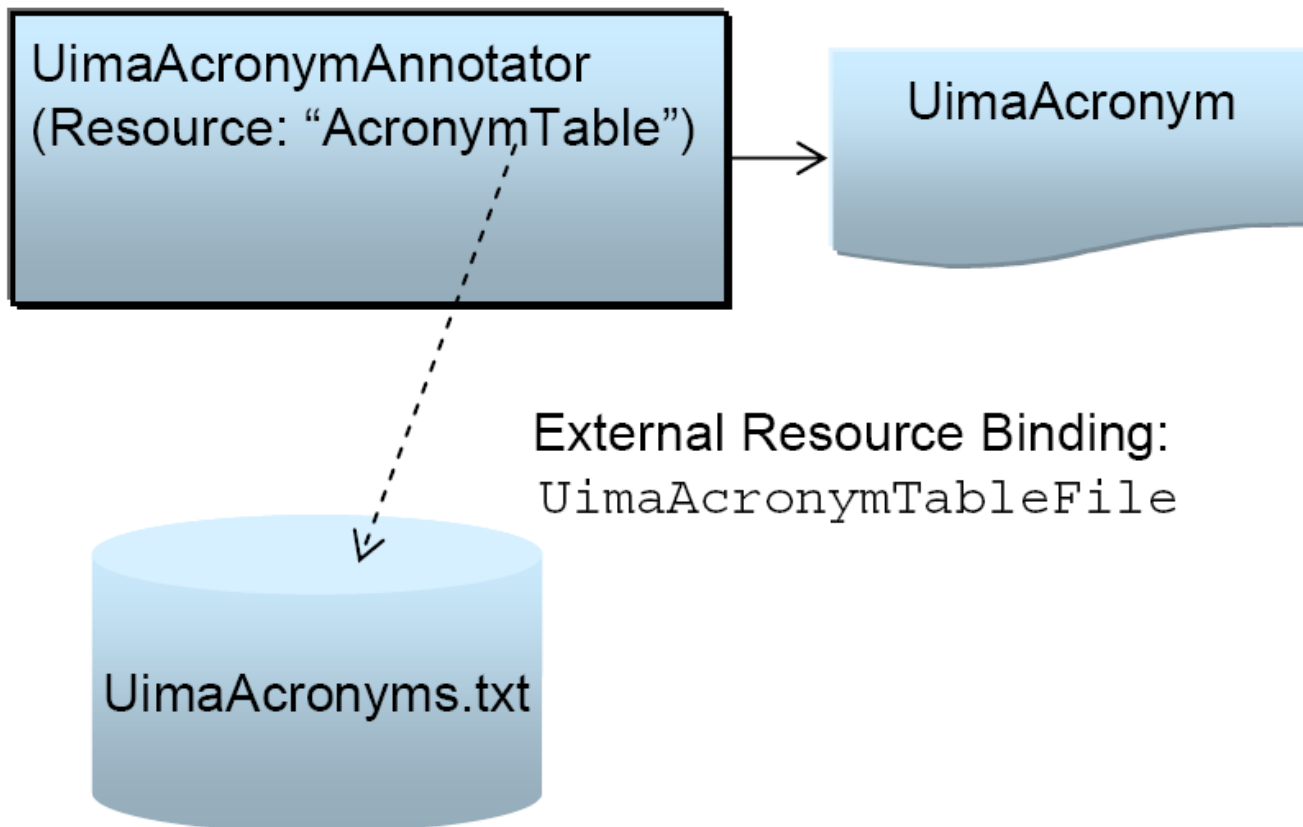 UimaAcronymAnnotator
(Resource: “AcronymTable”)
UimaAcronym
External Resource Binding:
UimaAcronymTableFile
UimaAcronyms.txt